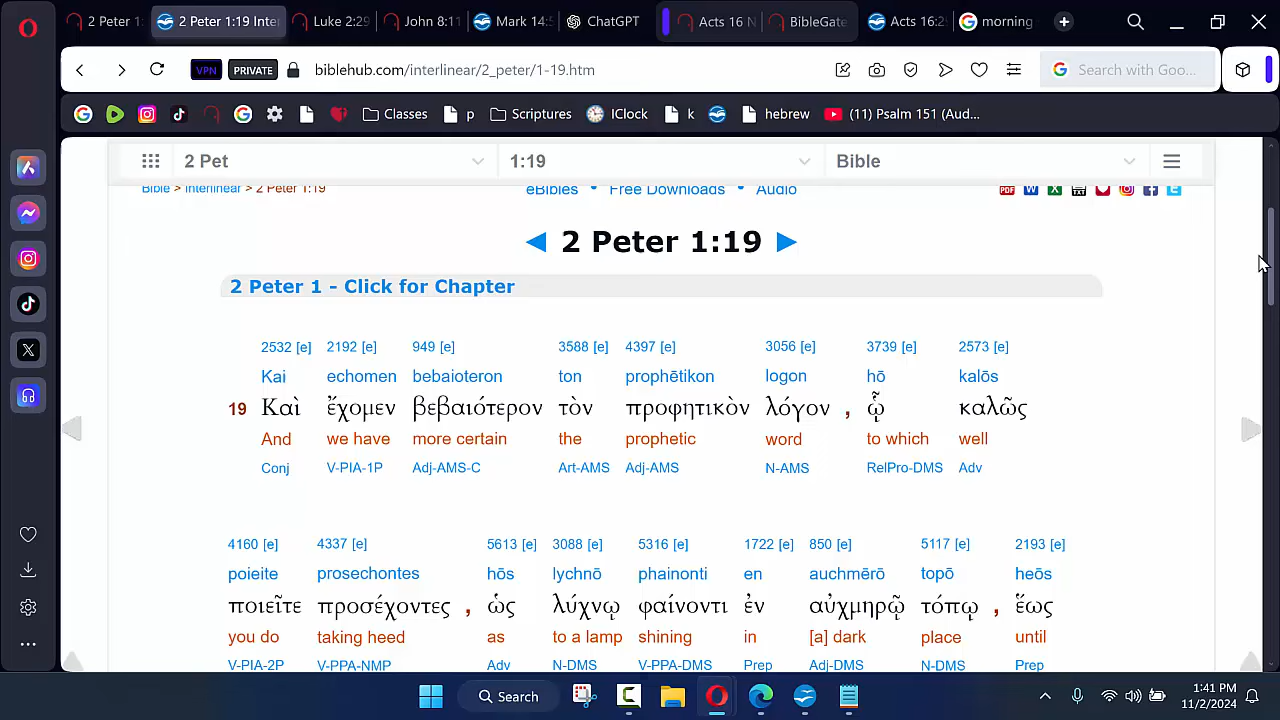 2 Peter 1:
2 Peter 1:19 Inte
Luke 2:29
John 8:11
Mark 14:5
ChatGPT
Acts 16 N
BibleGate
Acts 16:2
morning
VPN
PRIVATE
biblehub.com/interlinear/2_peter/1-19.htm
Search with Goo...
Classes
p
Scriptures
IClock
k
hebrew
(11) Psalm 151 (Aud...
2 Pet
1:19
Bible
Bible > Interlinear > 2 Peter 1:19
eBibles • Free Downloads • Audio
PDF
◄ 2 Peter 1:19 ►
2 Peter 1 - Click for Chapter
2532 [e] 2192 [e] 949 [e] 3588 [e] 4397 [e] 3056 [e] 3739 [e] 2573 [e]
Kai echomen bebaioteron ton prophētikon logon hō kalōs
19 Καὶ ἔχομεν βεβαιότερον τὸν προφητικὸν λόγον , ᾧ καλῶς
And we have more certain the prophetic word to which well
Conj V-PIA-1P Adj-AMS-C Art-AMS Adj-AMS N-AMS RelPro-DMS Adv
4160 [e] 4337 [e] 5613 [e] 3088 [e] 5316 [e] 1722 [e] 850 [e] 5117 [e] 2193 [e]
poieite prosechontes hōs lychnō phainonti en auchmērō topō heōs
ποιεῖτε προσέχοντες , ὡς λύχνῳ φαίνοντι ἐν αὐχμηρῷ τόπῳ , ἕως
you do taking heed as to a lamp shining in [a] dark place until
V-PIA-2P V-PPA-NMP Adv N-DMS V-PPA-DMS Prep Adj-DMS N-DMS Prep
Search
1:41 PM
11/2/2024